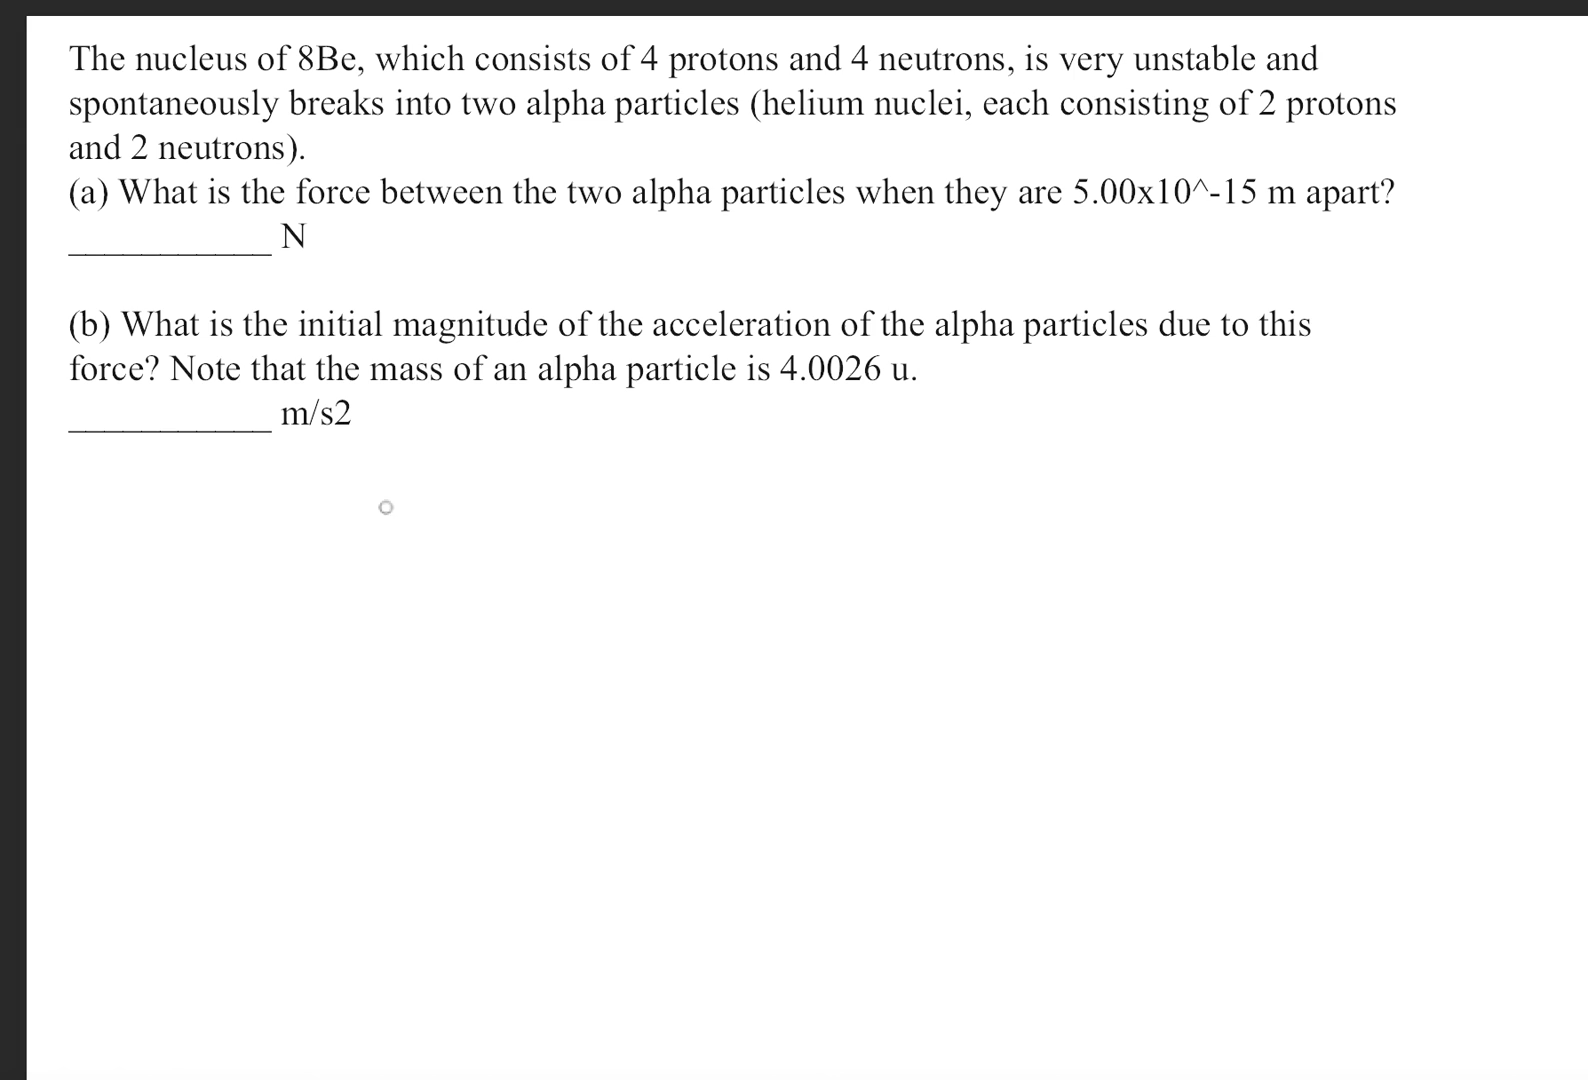 The nucleus of 8Be, which consists of 4 protons and 4 neutrons, is very unstable and
spontaneously breaks into two alpha particles (helium nuclei, each consisting of 2 protons
and 2 neutrons).
(a) What is the force between the two alpha particles when they are 5.00x10^-15 m apart?
___________ N
(b) What is the initial magnitude of the acceleration of the alpha particles due to this
force? Note that the mass of an alpha particle is 4.0026 u.
___________ m/s2